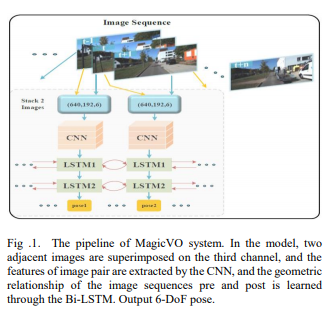 Image Sequence
i+n
Stack 2
Images
(640,192,6) (640,192,6)
CNN CNN
LSTM1 LSTM1
LSTM2 LSTM2
pose1 pose2
Fig .1. The pipeline of MagicVO system. In the model, two
adjacent images are superimposed on the third channel, and the
features of image pair are extracted by the CNN, and the geometric
relationship of the image sequences pre and post is learned
through the Bi-LSTM. Output 6-DoF pose.